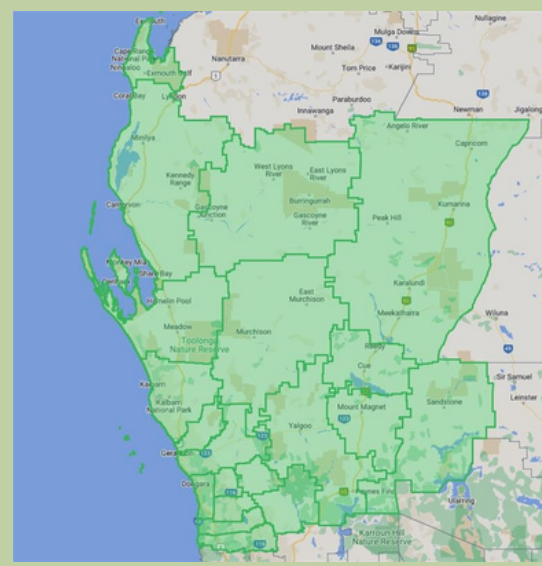 Exmouth
Nullagine
Mulga Downs
Cape Range
National Park
Ningaloo
Mount Sheila
Karijini
Nanutarra
Tom Price
Exmouth Gulf
Coral Bay
Lyndon
Paraburdoo
Innawanga
Newman
Jigalong
Angelo River
Minilya
Capricorn
West Lyons
River
East Lyons
River
Kennedy
Range
Burringurrah
Kumarina
Carnarvon
Gascoyne
Junction
Gascoyne
River
Peak Hill
Monkey Mia
Shark Bay
Denham
Karalundi
Hamelin Pool
East
Murchison
Meekatharra
Wiluna
Meadow
Murchison
Toolonga
Nature Reserve
Reedy
Cue
Kalbarri
Sir Samuel
Kalbarri
National Park
Mount Magnet
Sandstone
Leinster
Yalgoo
Geraldton
Dongara
Paynes Find
Ularring
Karroun Hill
Nature Reserve